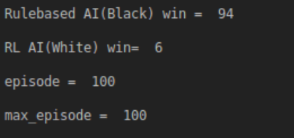 Rulebased AI(Black) win =  94
RL AI(White) win=  6
episode =  100
max_episode =  100